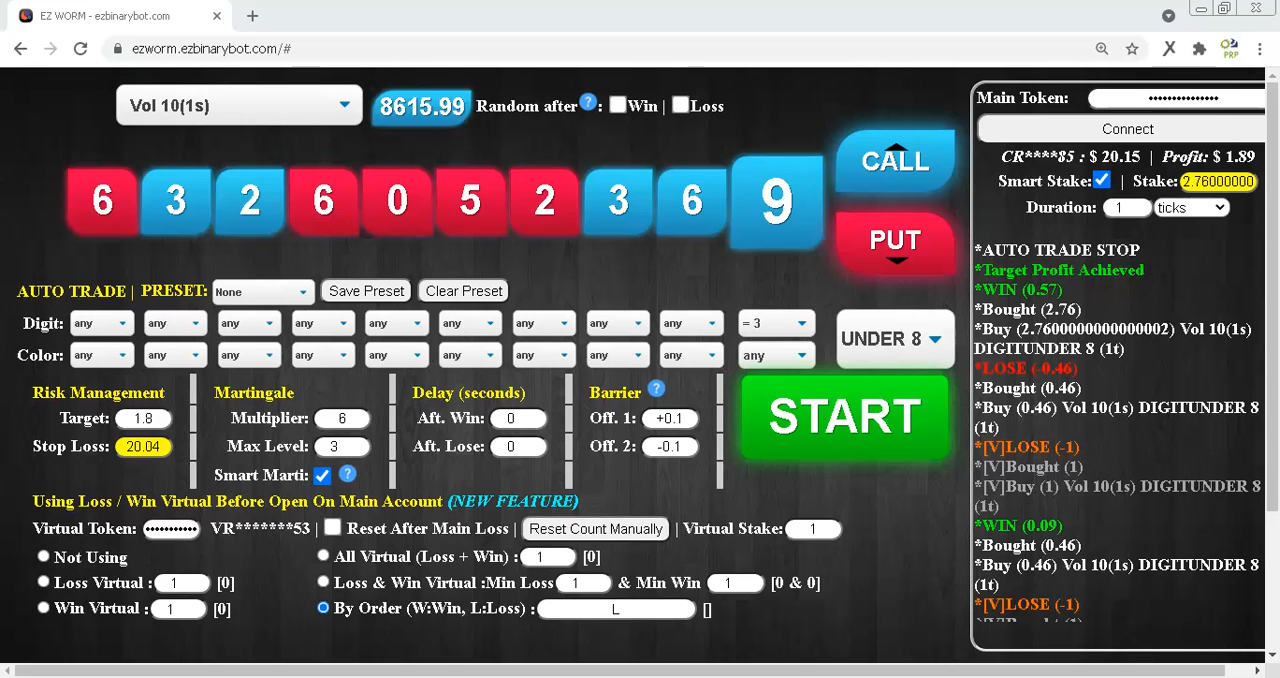 EZ WORM - ezbinarybot.com
ezworm.ezbinarybot.com/#
PRP
Vol 10(1s)
8615.99
Random after ? : Win | Loss
6 3 2 6 0 5 2 3 6 9
CALL
PUT
AUTO TRADE | PRESET: None Save Preset Clear Preset
Digit: any any any any any any any any any = 3
Color: any any any any any any any any any any
UNDER 8
Risk Management
Target: 1.8
Stop Loss: 20.04
Martingale
Multiplier: 6
Max Level: 3
Smart Marti: ?
Delay (seconds)
Aft. Win: 0
Aft. Lose: 0
Barrier ?
Off. 1: +0.1
Off. 2: -0.1
START
Using Loss / Win Virtual Before Open On Main Account (NEW FEATURE)
Virtual Token: •••••••••• VR*******53 | Reset After Main Loss | Reset Count Manually | Virtual Stake: 1
Not Using
All Virtual (Loss + Win) : 1 [0]
Loss Virtual : 1 [0]
Loss & Win Virtual :Min Loss 1 & Min Win 1 [0 & 0]
Win Virtual : 1 [0]
By Order (W:Win, L:Loss) : L []
Main Token: •••••••••••••••
Connect
CR****85 : $ 20.15 | Profit: $ 1.89
Smart Stake: | Stake: 2.76000000
Duration: 1 ticks
*AUTO TRADE STOP
*Target Profit Achieved
*WIN (0.57)
*Bought (2.76)
*Buy (2.7600000000000002) Vol 10(1s)
DIGITUNDER 8 (1t)
*LOSE (-0.46)
*Bought (0.46)
*Buy (0.46) Vol 10(1s) DIGITUNDER 8
(1t)
*[V]LOSE (-1)
*[V]Bought (1)
*[V]Buy (1) Vol 10(1s) DIGITUNDER 8
(1t)
*WIN (0.09)
*Bought (0.46)
*Buy (0.46) Vol 10(1s) DIGITUNDER 8
(1t)
*[V]LOSE (-1)
*[V]Bought (1)